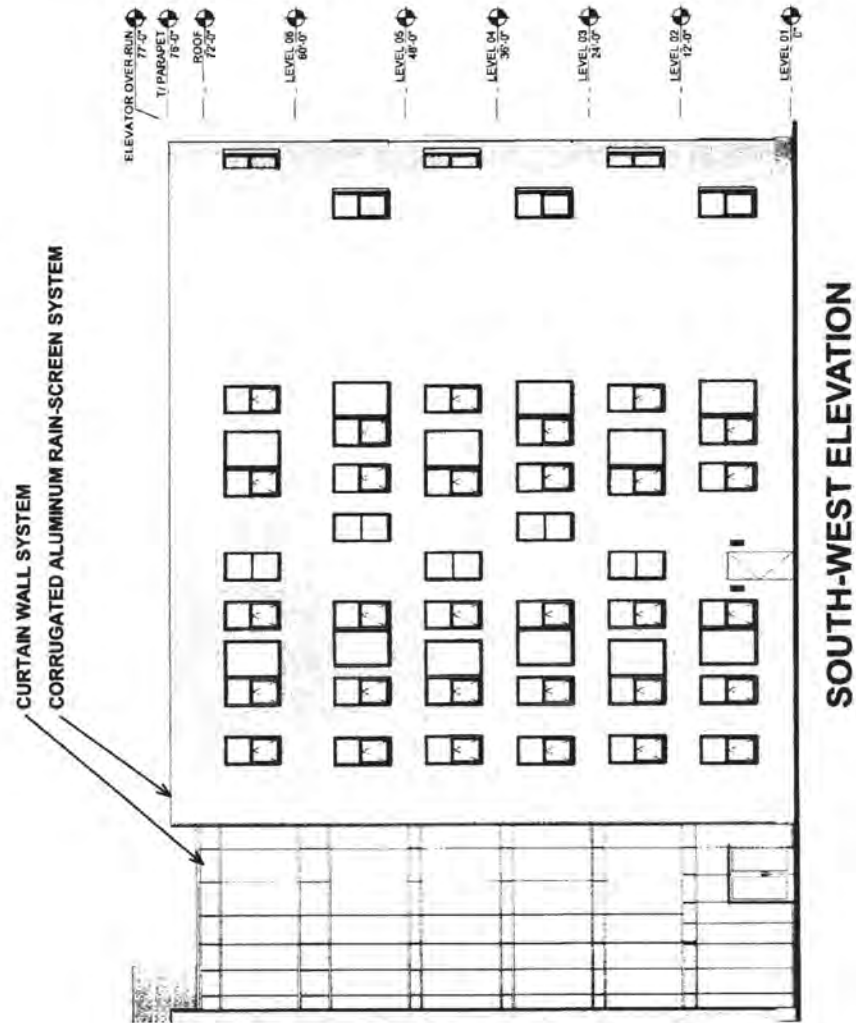 CURTAIN WALL SYSTEM
CORRUGATED ALUMINUM RAIN-SCREEN SYSTEM
ELEVATOR OVER-RUN
77'-0"
T/ PARAPET
76'-0"
ROOF
72'-0"
LEVEL 06
60'-0"
LEVEL 05
48'-0"
LEVEL 04
36'-0"
LEVEL 03
24'-0"
LEVEL 02
12'-0"
LEVEL 01
0"
SOUTH-WEST ELEVATION